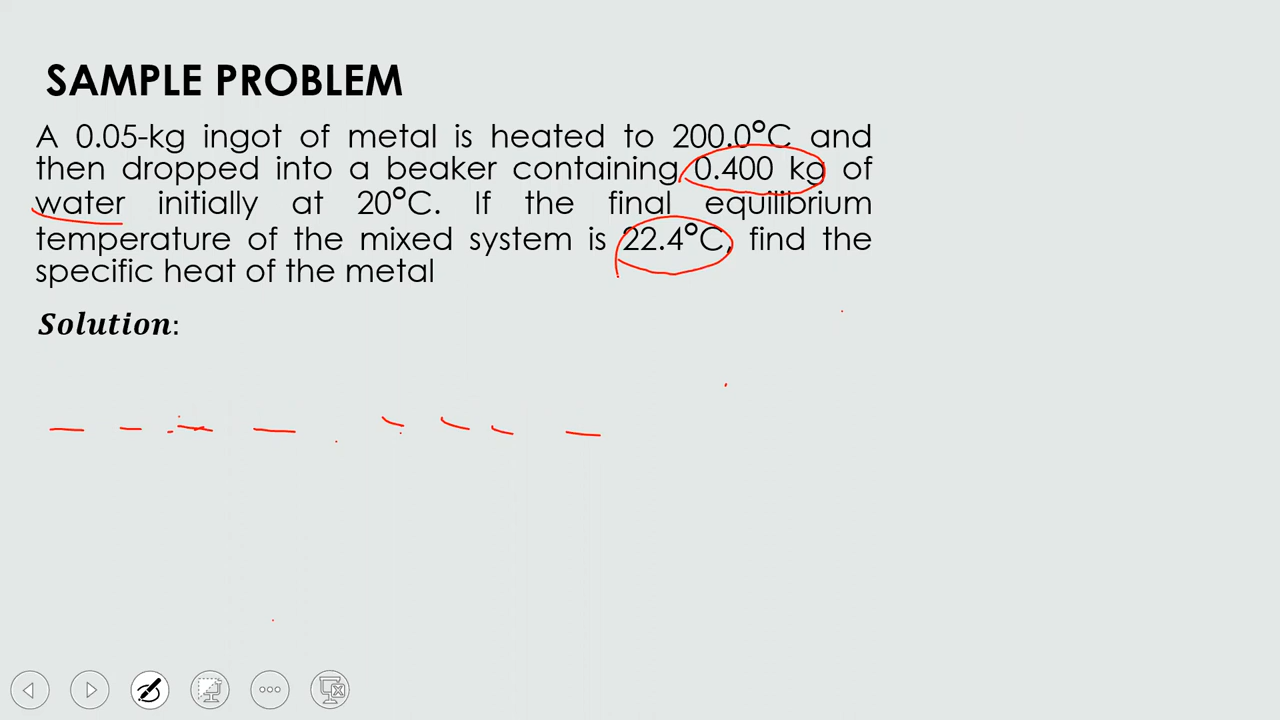 SAMPLE PROBLEM
A 0.05-kg ingot of metal is heated to 200.0°C and
then dropped into a beaker containing 0.400 kg of
water initially at 20°C. If the final equilibrium
temperature of the mixed system is 22.4°C, find the
specific heat of the metal
Solution: